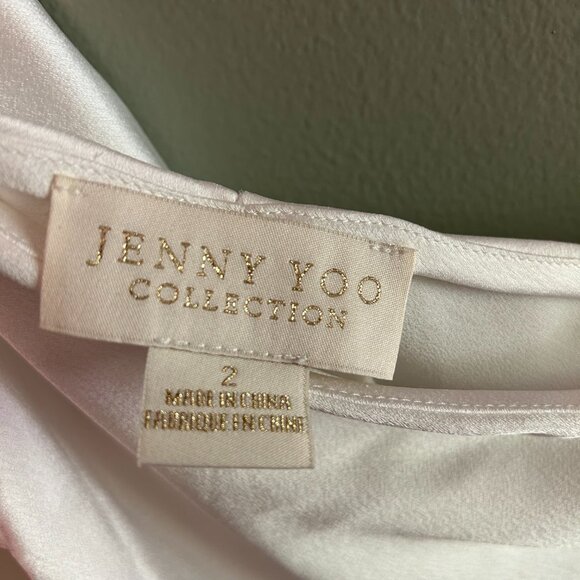 JENNY YOO
COLLECTION
2
MADE IN CHINA
FABRIQUE EN CHINE